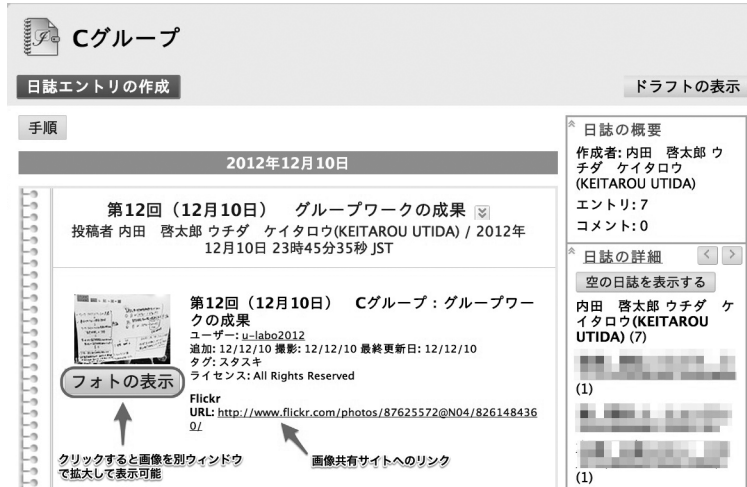 Cグループ
日誌エントリの作成
ドラフトの表示
手順
2012年12月10日
第12回（12月10日）　グループワークの成果
投稿者 内田　啓太郎 ウチダ　ケイタロウ(KEITAROU UTIDA) / 2012年
12月10日 23時45分35秒 JST
第12回（12月10日）　Cグループ：グループワー
クの成果
ユーザー: u-labo2012
追加: 12/12/10 撮影: 12/12/10 最終更新日: 12/12/10
タグ: スタスキ
ライセンス: All Rights Reserved
フォトの表示
Flickr
URL: http://www.flickr.com/photos/87625572@N04/826148436
0/
クリックすると画像を別ウィンドウ
で拡大して表示可能
画像共有サイトへのリンク
日誌の概要
作成者: 内田　啓太郎 ウ
チダ　ケイタロウ
(KEITAROU UTIDA)
エントリ: 7
コメント: 0
日誌の詳細
空の日誌を表示する
内田　啓太郎 ウチダ　ケ
イタロウ(KEITAROU
UTIDA) (7)
(1)
(1)